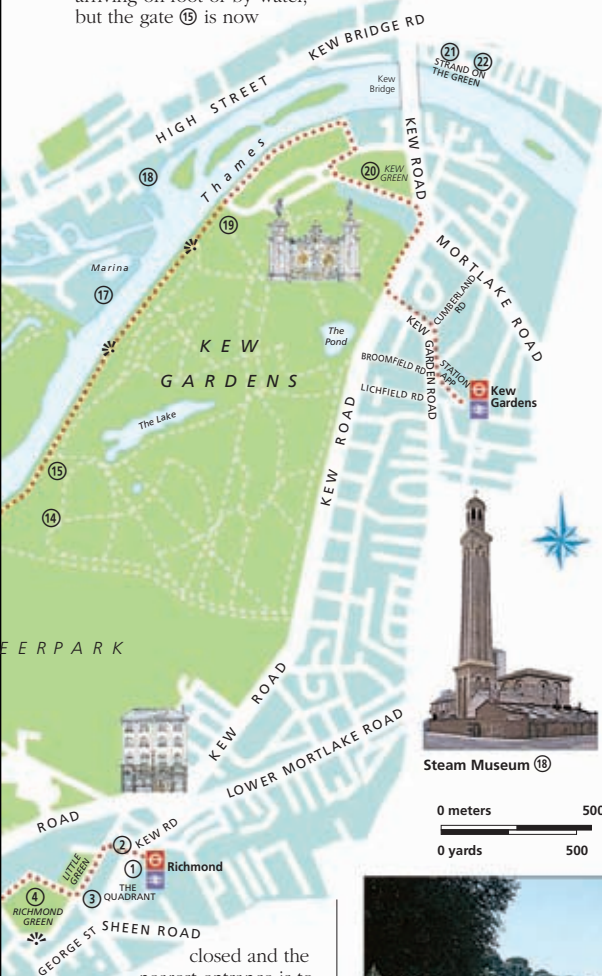 arriving on foot or by water,
but the gate ⑮ is now
KEW BRIDGE RD
HIGH STREET
㉑ ㉒
STRAND ON
THE GREEN
Kew
Bridge
Thames
KEW ROAD
⑱
⑳ KEW
GREEN
⑲
Marina
⑰
MORTLAKE ROAD
CUMBERLAND
RD
KEW GARDEN ROAD
The
Pond
KEW
GARDENS
BROOMFIELD RD
STATION
APP
LICHFIELD RD
Kew
Gardens
The Lake
KEW ROAD
⑮
⑭
EERPARK
KEW ROAD
LOWER MORTLAKE ROAD
Steam Museum ⑱
0 meters 500
0 yards 500
ROAD
② KEW RD
① Richmond
LITTLE
GREEN
③ THE
QUADRANT
④
RICHMOND
GREEN
GEORGE ST
SHEEN ROAD
closed and the
nearest entrance is to